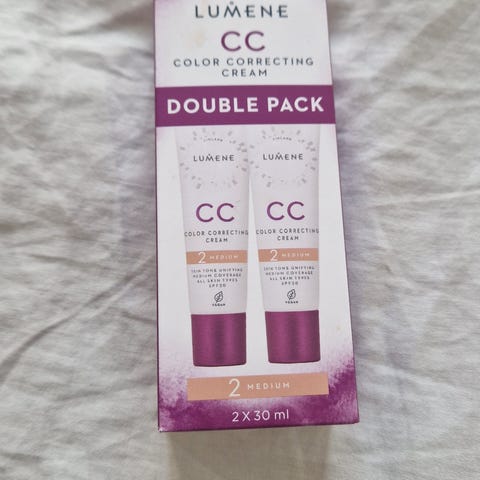 LUMENE
CC
COLOR CORRECTING
CREAM
DOUBLE PACK
LUMENE
CC
COLOR CORRECTING
CREAM
2 MEDIUM
SKIN TONE UNIFYING
MEDIUM COVERAGE
ALL SKIN TYPES
SPF20
VEGAN
LUMENE
CC
COLOR CORRECTING
CREAM
2 MEDIUM
SKIN TONE UNIFYING
MEDIUM COVERAGE
ALL SKIN TYPES
SPF20
VEGAN
2 MEDIUM
2 X 30 ml